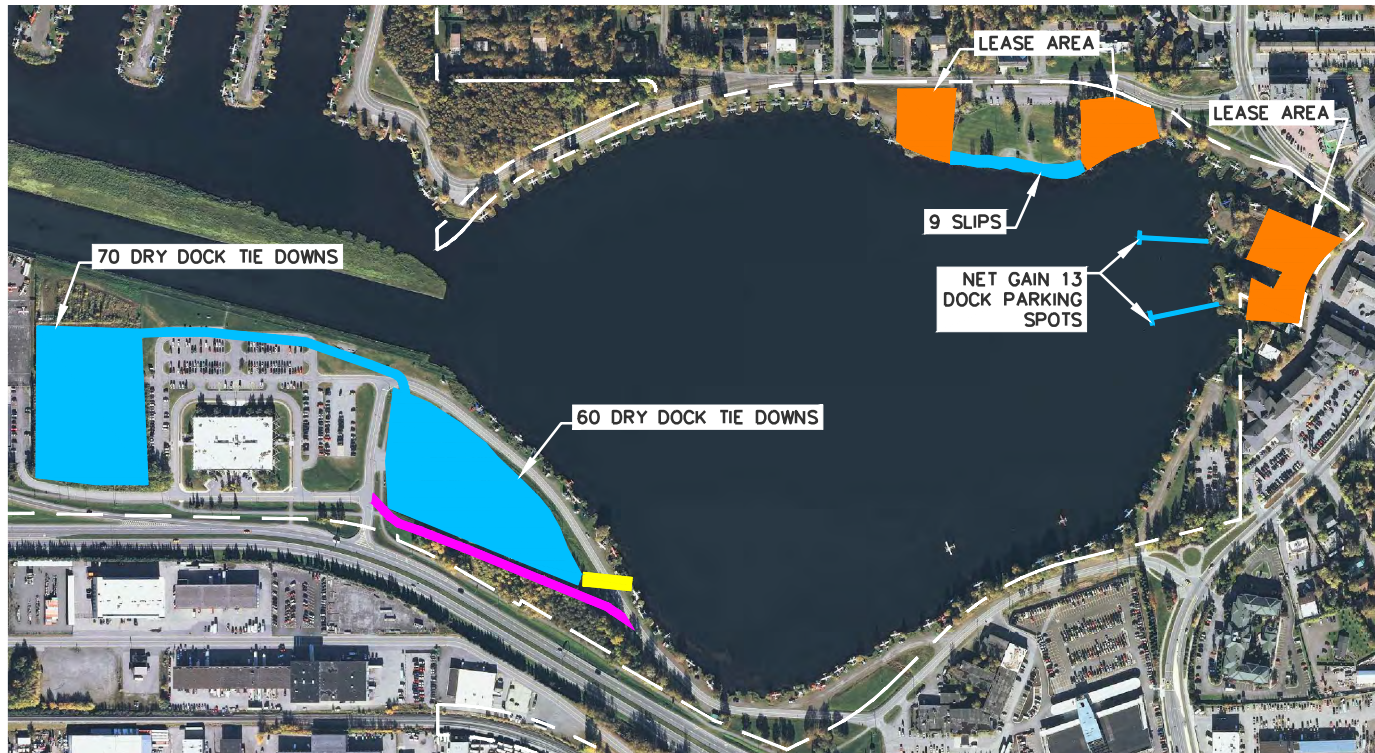 LEASE AREA
LEASE AREA
9 SLIPS
70 DRY DOCK TIE DOWNS
NET GAIN 13
DOCK PARKING
SPOTS
60 DRY DOCK TIE DOWNS